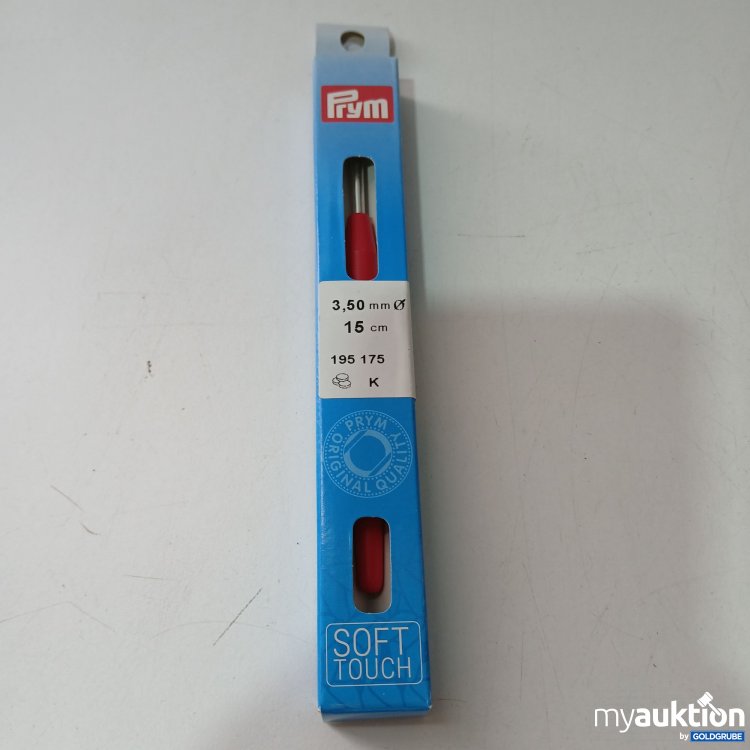 Prym
3,50 mm Ø
15 cm
195 175
K
PRYM
ORIGINAL QUALITY
SOFT
TOUCH
myauktion
by GOLDGRUBE